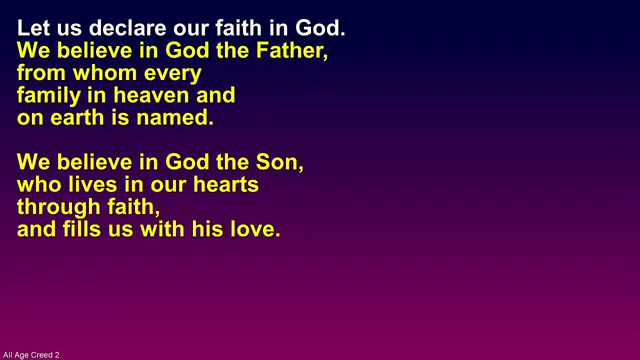 Let us declare our faith in God.
We believe in God the Father,
from whom every
family in heaven and
on earth is named.
We believe in God the Son,
who lives in our hearts
through faith,
and fills us with his love.
All Age Creed 2